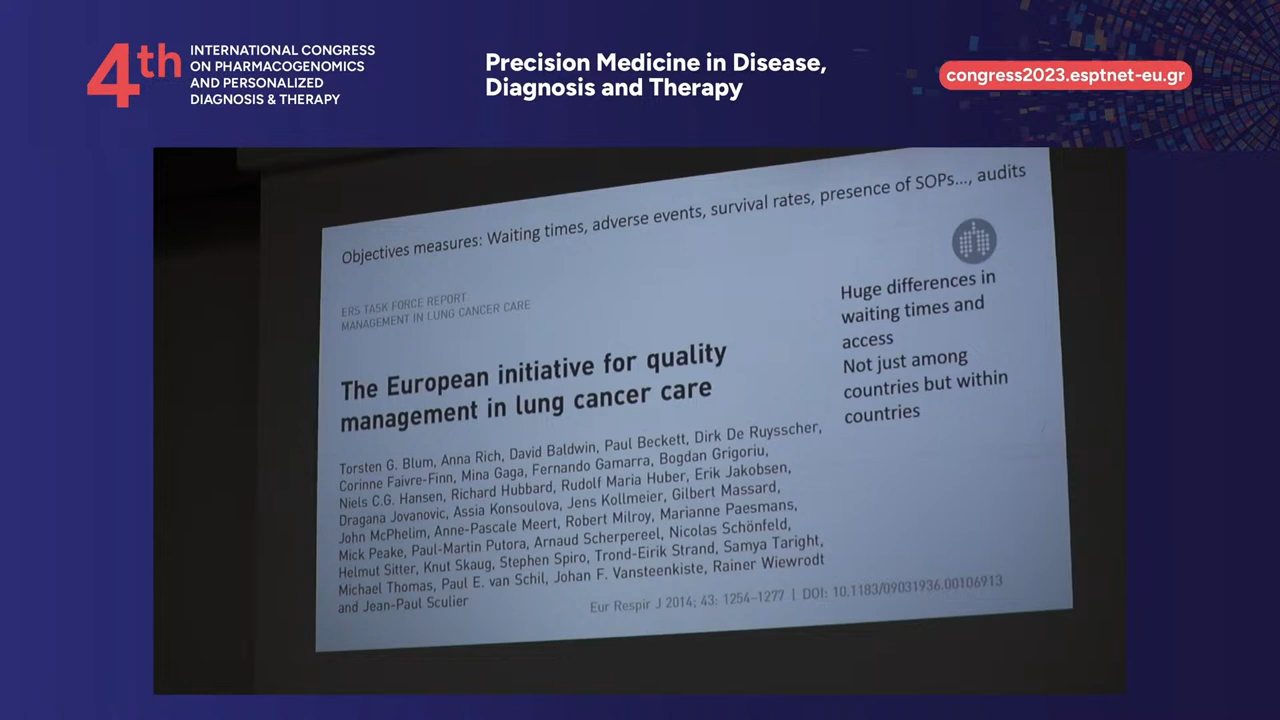 4th
INTERNATIONAL CONGRESS
ON PHARMACOGENOMICS
AND PERSONALIZED
DIAGNOSIS & THERAPY
Precision Medicine in Disease,
Diagnosis and Therapy
congress2023.esptnet-eu.gr
Objectives measures: Waiting times, adverse events, survival rates, presence of SOPs..., audits
ERS TASK FORCE REPORT
MANAGEMENT IN LUNG CANCER CARE
The European initiative for quality
management in lung cancer care
Torsten G. Blum, Anna Rich, David Baldwin, Paul Beckett, Dirk De Ruysscher,
Corinne Faivre-Finn, Mina Gaga, Fernando Gamarra, Bogdan Grigoriu,
Niels C.G. Hansen, Richard Hubbard, Rudolf Maria Huber, Erik Jakobsen,
Dragana Jovanovic, Assia Konsoulova, Jens Kollmeier, Gilbert Massard,
John McPhelim, Anne-Pascale Meert, Robert Milroy, Marianne Paesmans,
Mick Peake, Paul-Martin Putora, Arnaud Scherpereel, Nicolas Schönfeld,
Helmut Sitter, Knut Skaug, Stephen Spiro, Trond-Eirik Strand, Samya Taright,
Michael Thomas, Paul E. van Schil, Johan F. Vansteenkiste, Rainer Wiewrodt
and Jean-Paul Sculier
Eur Respir J 2014; 43: 1254–1277 | DOI: 10.1183/09031936.00106913
Huge differences in
waiting times and
access
Not just among
countries but within
countries